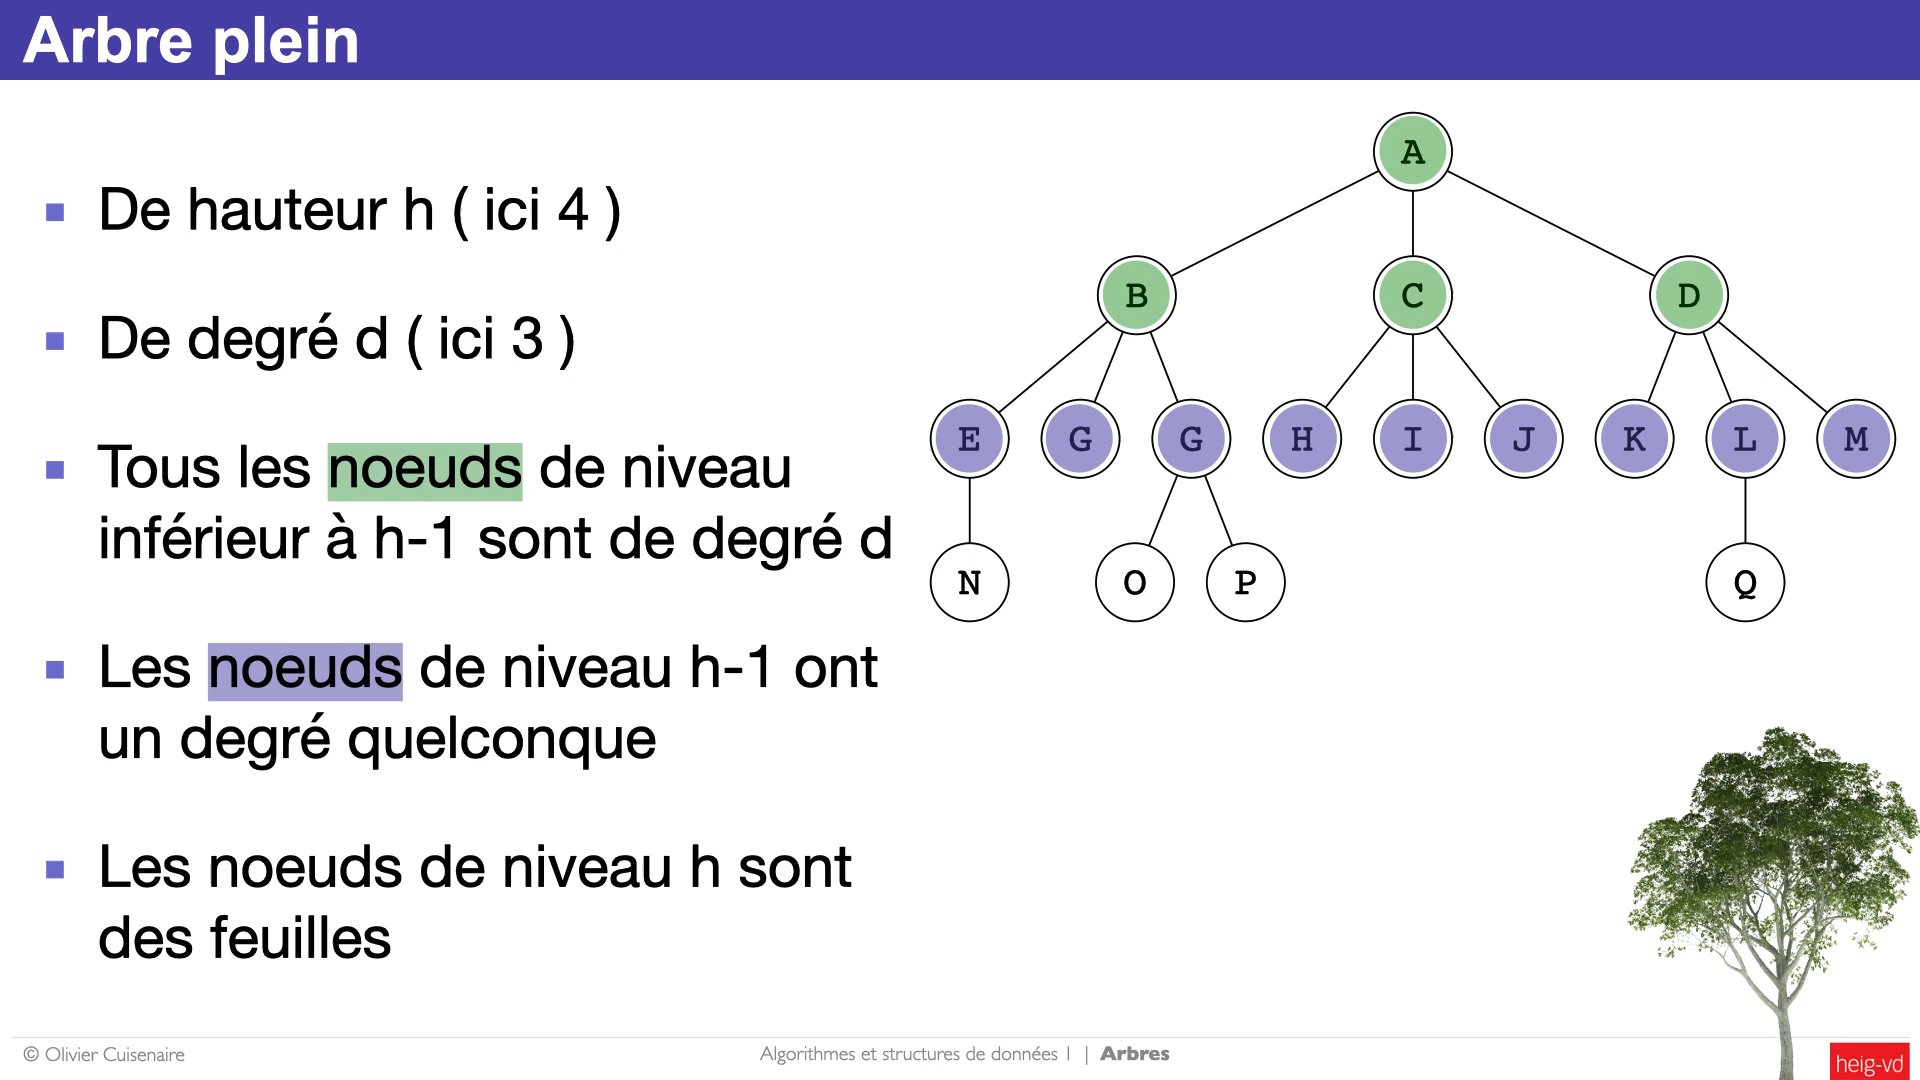 Arbre plein
De hauteur h ( ici 4 )
De degré d ( ici 3 )
Tous les noeuds de niveau
inférieur à h-1 sont de degré d
Les noeuds de niveau h-1 ont
un degré quelconque
Les noeuds de niveau h sont
des feuilles
A
B C D
E G G H I J K L M
N O P Q
© Olivier Cuisenaire
Algorithmes et structures de données 1 | Arbres
heig-vd